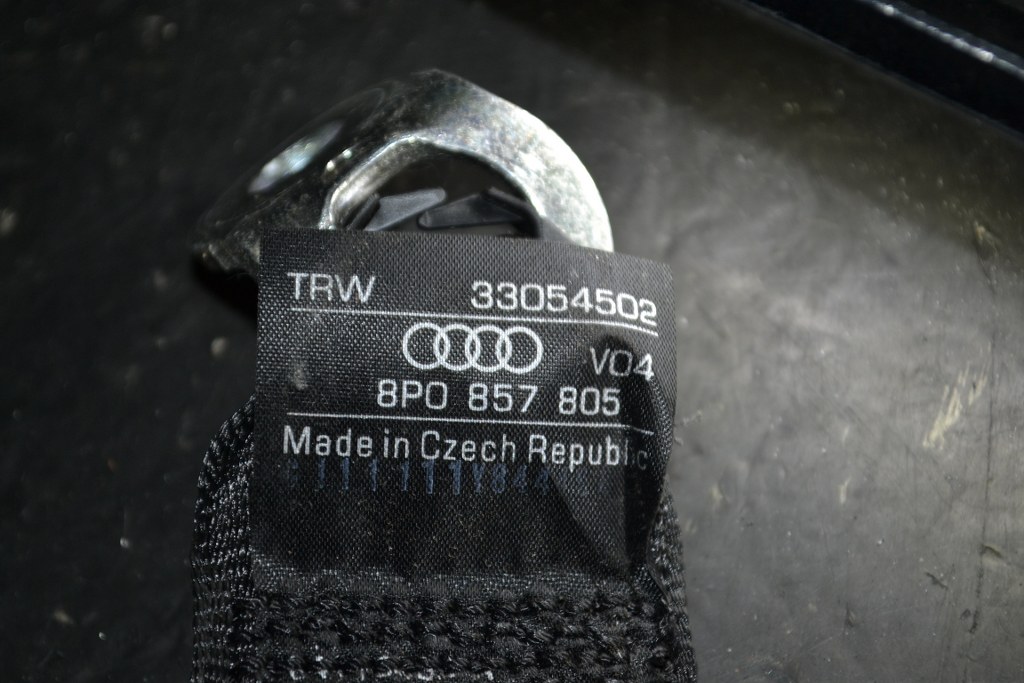 TRW 33054502
V04
8P0 857 805
Made in Czech Republic